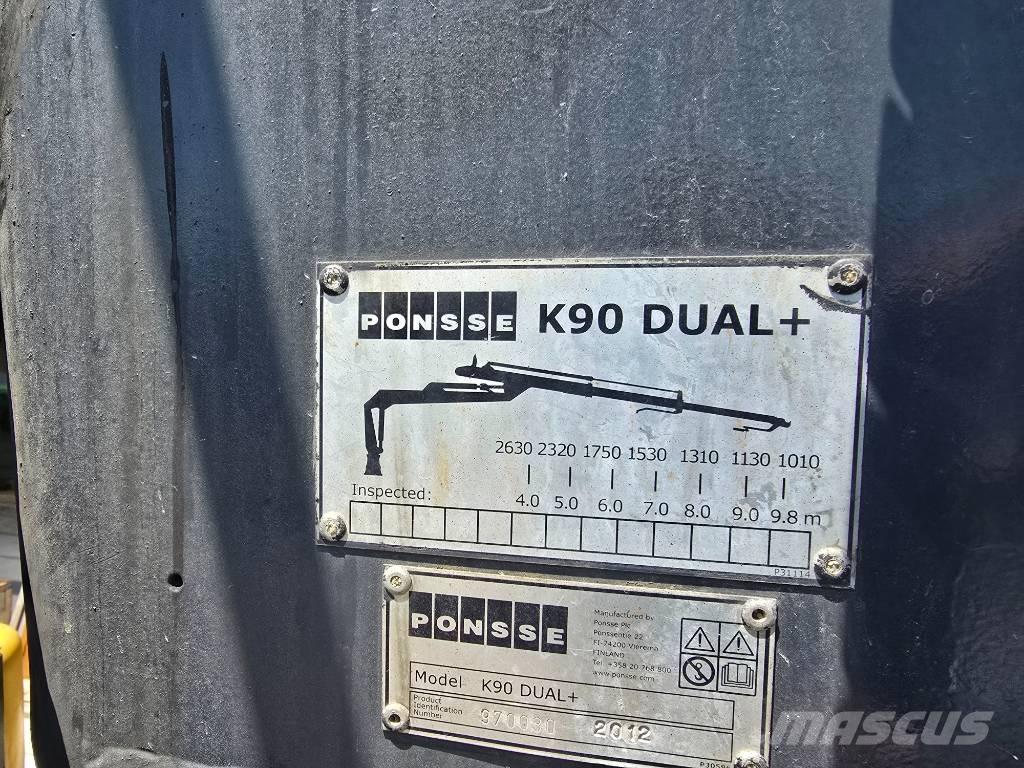 PONSSE K90 DUAL+
2630 2320 1750 1530 1310 1130 1010
Inspected: 4.0 5.0 6.0 7.0 8.0 9.0 9.8 m
P31114
PONSSE
Manufactured by
Ponsse Plc
Ponssentie 22
FI-74200 Vieremä
FINLAND
Tel +358 20 768 800
www.ponsse.com
Model K90 DUAL+
Product
Identification
Number
2012
MASCUS